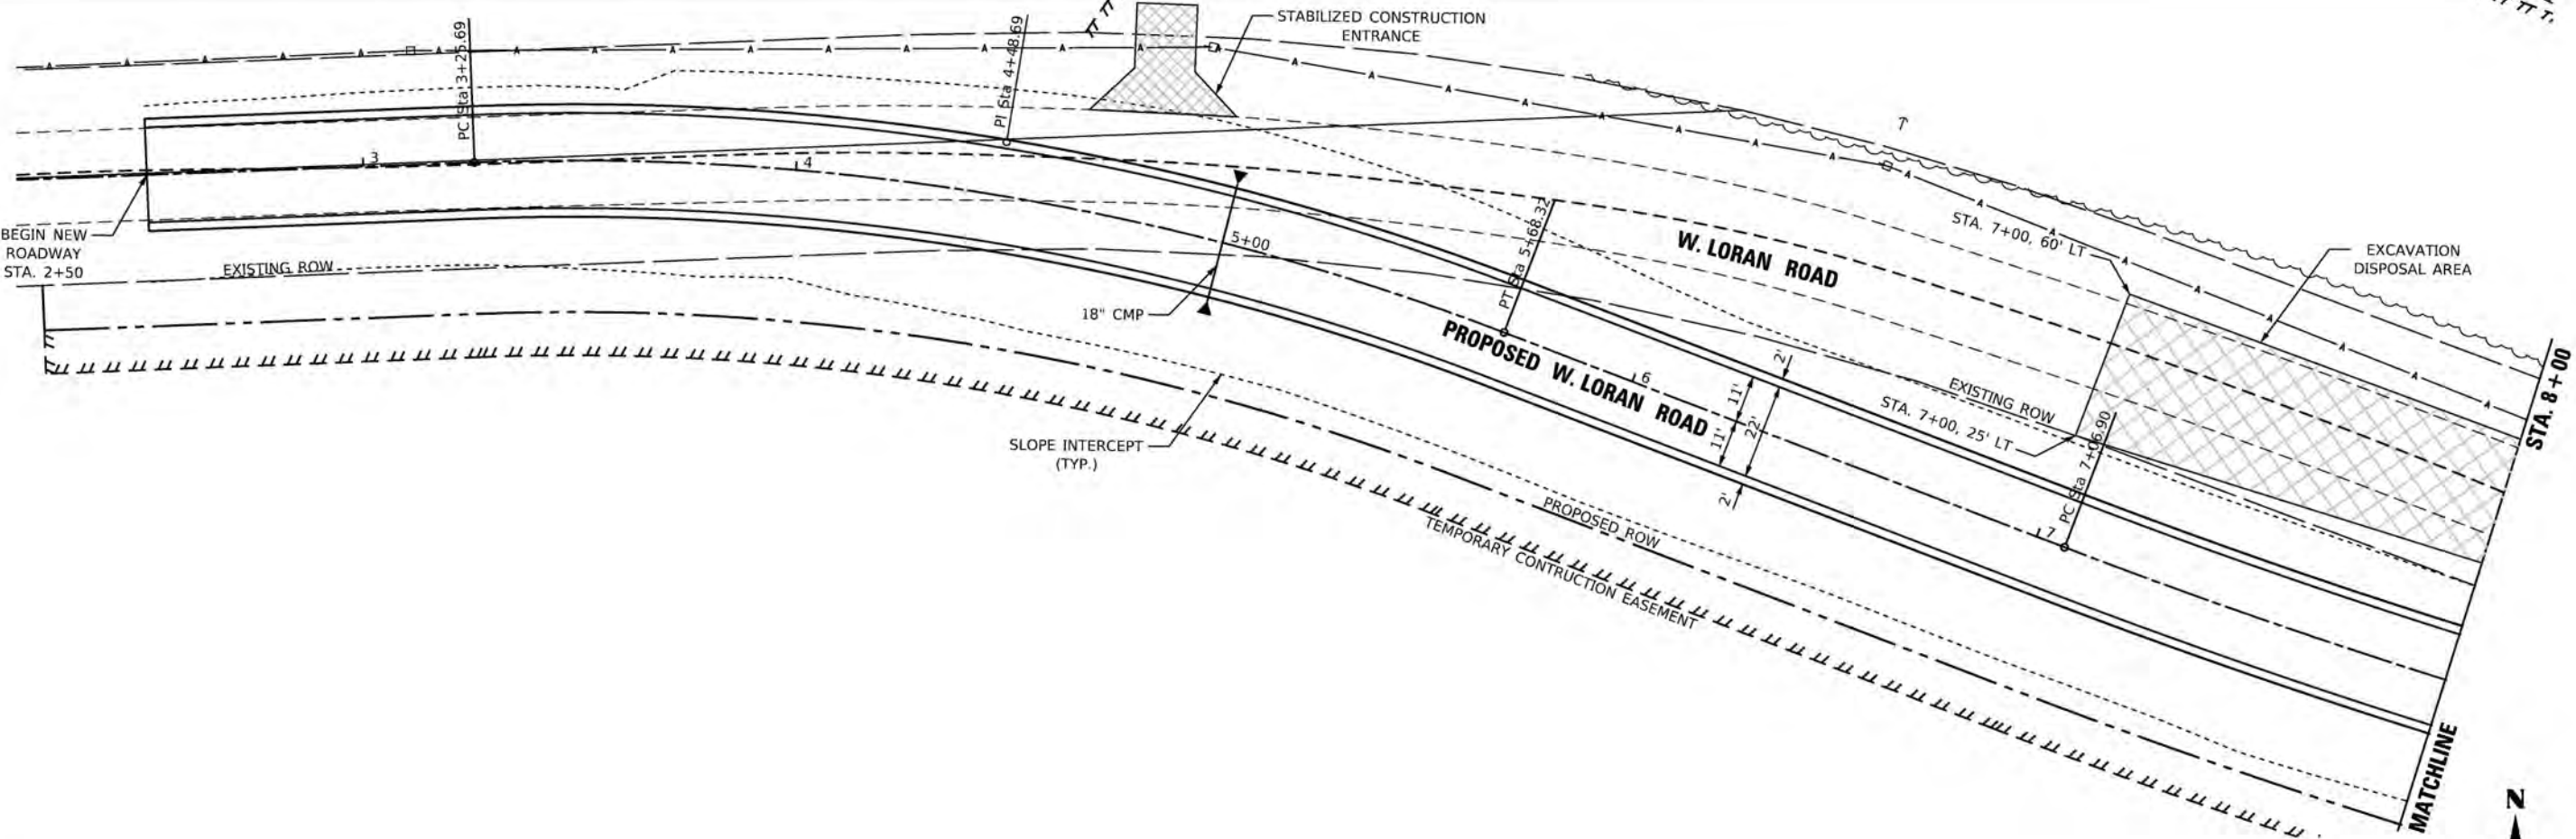 STABILIZED CONSTRUCTION
ENTRANCE
PC Sta 3+25.69
PI Sta 4+48.69
3
4
BEGIN NEW
ROADWAY
STA. 2+50
EXISTING ROW
5+00
18" CMP
PT Sta 5+68.32
W. LORAN ROAD
STA. 7+00, 60' LT
EXCAVATION
DISPOSAL AREA
PROPOSED W. LORAN ROAD
6
2'
11'
11'
22'
2'
EXISTING ROW
STA. 7+00, 25' LT
PC Sta 7+06.90
7
STA. 8+00
SLOPE INTERCEPT
(TYP.)
PROPOSED ROW
TEMPORARY CONTRUCTION EASEMENT
MATCHLINE
N